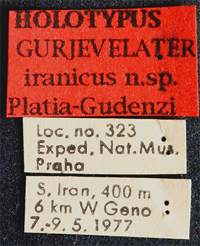 HOLOTYPUS
GURJEVELATER
iranicus n.sp.
Platia-Gudenzi
Loc. no. 323
Exped. Nat. Mus.
Praha
S. Iran, 400 m
6 km W Geno
7.-9. 5. 1977